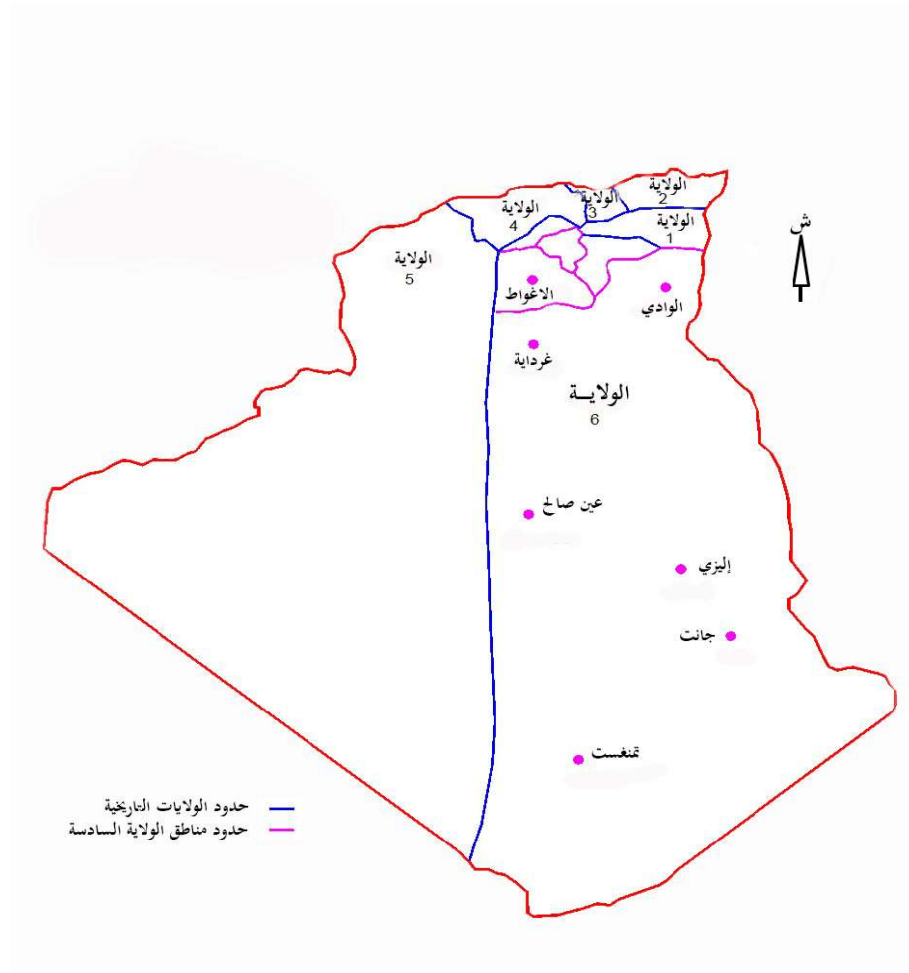 الولاية
2
الولاية
3
الولاية
4
الولاية
1
ش
الولاية
5
الاغواط
الوادي
غرداية
الولايـــة
6
عين صالح
إليزي
جانت
تمنغست
حدود الولايات التاريخية
حدود مناطق الولاية السادسة